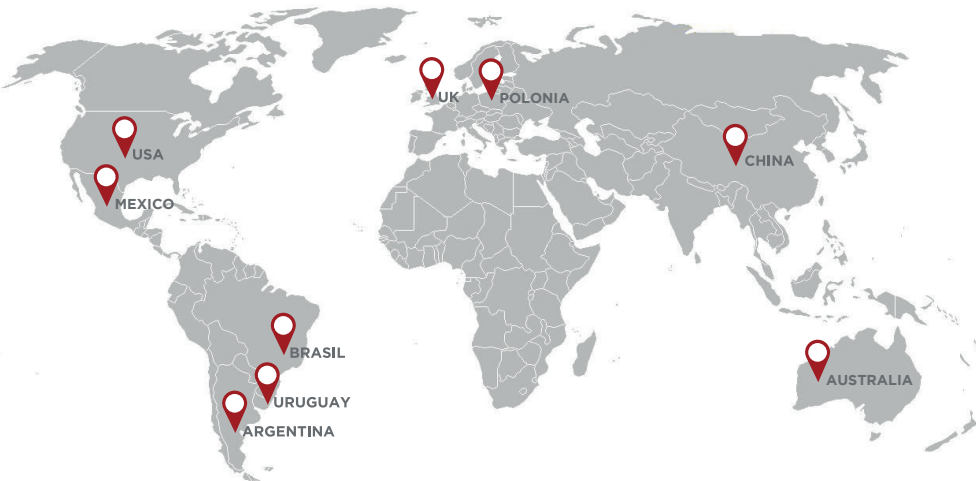 UK
POLONIA
USA
CHINA
MEXICO
BRASIL
AUSTRALIA
URUGUAY
ARGENTINA